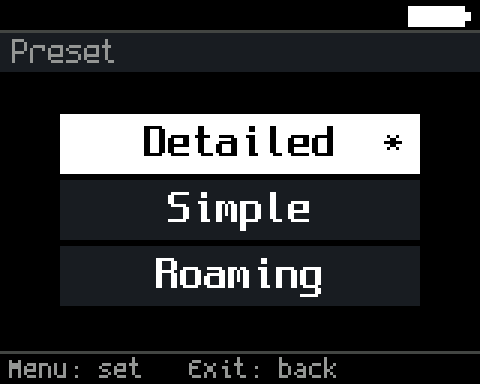 Preset
Detailed *
Simple
Roaming
Menu: set Exit: back